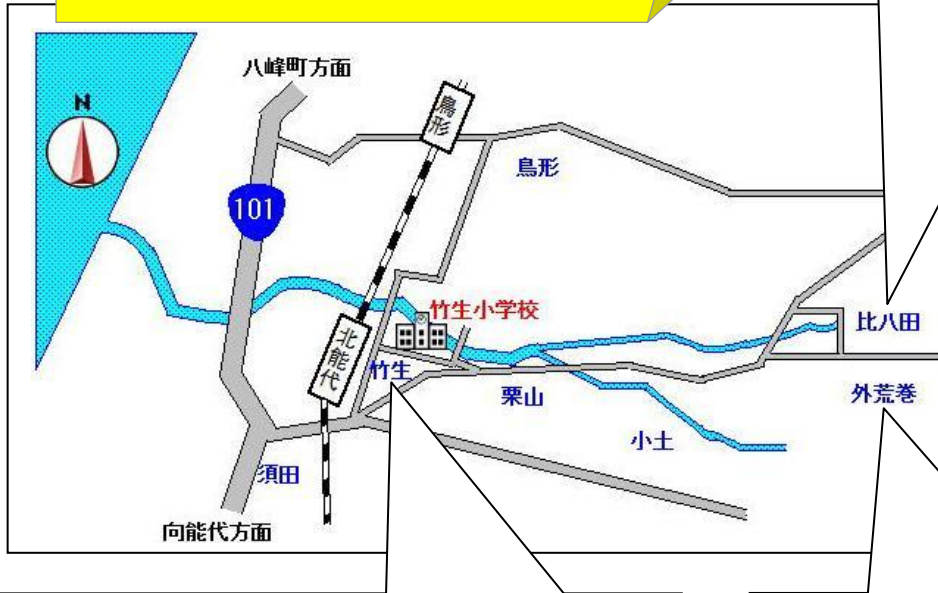 八峰町方面
N
鳥形
鳥形
101
竹生小学校
比八田
北能代
竹生
栗山
外荒巻
小土
須田
向能代方面